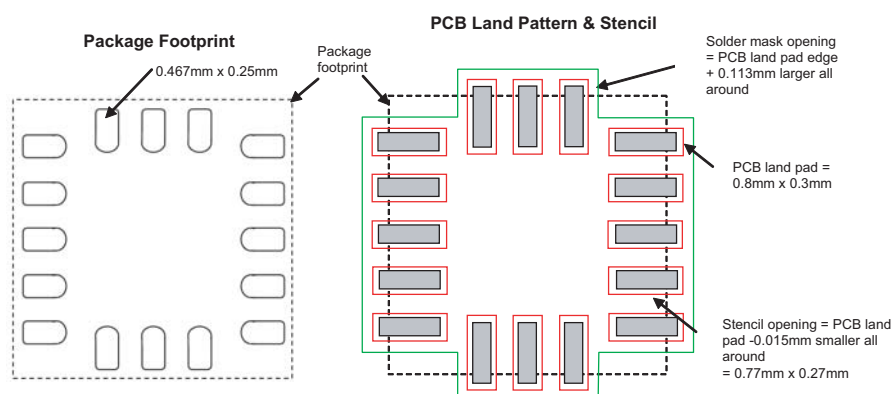 PCB Land Pattern & Stencil
Package Footprint
0.467mm x 0.25mm
Package
footprint
Solder mask opening
= PCB land pad edge
+ 0.113mm larger all
around
PCB land pad =
0.8mm x 0.3mm
Stencil opening = PCB land
pad -0.015mm smaller all
around
= 0.77mm x 0.27mm